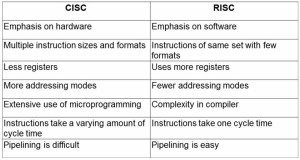 CISC RISC
Emphasis on hardware Emphasis on software
Multiple instruction sizes and formats Instructions of same set with few
formats
Less registers Uses more registers
More addressing modes Fewer addressing modes
Extensive use of microprogramming Complexity in compiler
Instructions take a varying amount of Instructions take one cycle time
cycle time
Pipelining is difficult Pipelining is easy